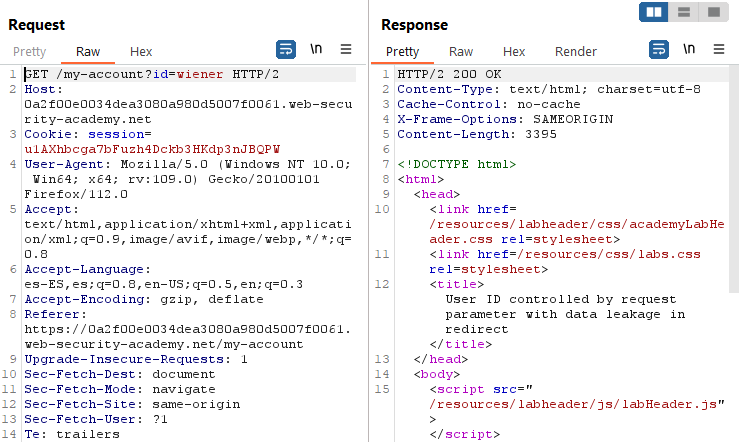 Request
Pretty Raw Hex
\n
1 GET /my-account?id=wiener HTTP/2
2 Host:
0a2f00e0034dea3080a980d5007f0061.web-secu
rity-academy.net
3 Cookie: session=
u1AXhbcga7bFuzh4Dckb3HKdp3nJBQPW
4 User-Agent: Mozilla/5.0 (Windows NT 10.0;
Win64; x64; rv:109.0) Gecko/20100101
Firefox/112.0
5 Accept:
text/html,application/xhtml+xml,applicati
on/xml;q=0.9,image/avif,image/webp,*/*;q=
0.8
6 Accept-Language:
es-ES,es;q=0.8,en-US;q=0.5,en;q=0.3
7 Accept-Encoding: gzip, deflate
8 Referer:
https://0a2f00e0034dea3080a980d5007f0061.
web-security-academy.net/my-account
9 Upgrade-Insecure-Requests: 1
10 Sec-Fetch-Dest: document
11 Sec-Fetch-Mode: navigate
12 Sec-Fetch-Site: same-origin
13 Sec-Fetch-User: ?1
14 Te: trailers
Response
Pretty Raw Hex Render
\n
1 HTTP/2 200 OK
2 Content-Type: text/html; charset=utf-8
3 Cache-Control: no-cache
4 X-Frame-Options: SAMEORIGIN
5 Content-Length: 3395
6
7 <!DOCTYPE html>
8 <html>
9 <head>
10 <link href=
/resources/labheader/css/academyLabHe
ader.css rel=stylesheet>
11 <link href=/resources/css/labs.css
rel=stylesheet>
12 <title>
User ID controlled by request
parameter with data leakage in
redirect
</title>
13 </head>
14 <body>
15 <script src="
/resources/labheader/js/labHeader.js"
>
</script>